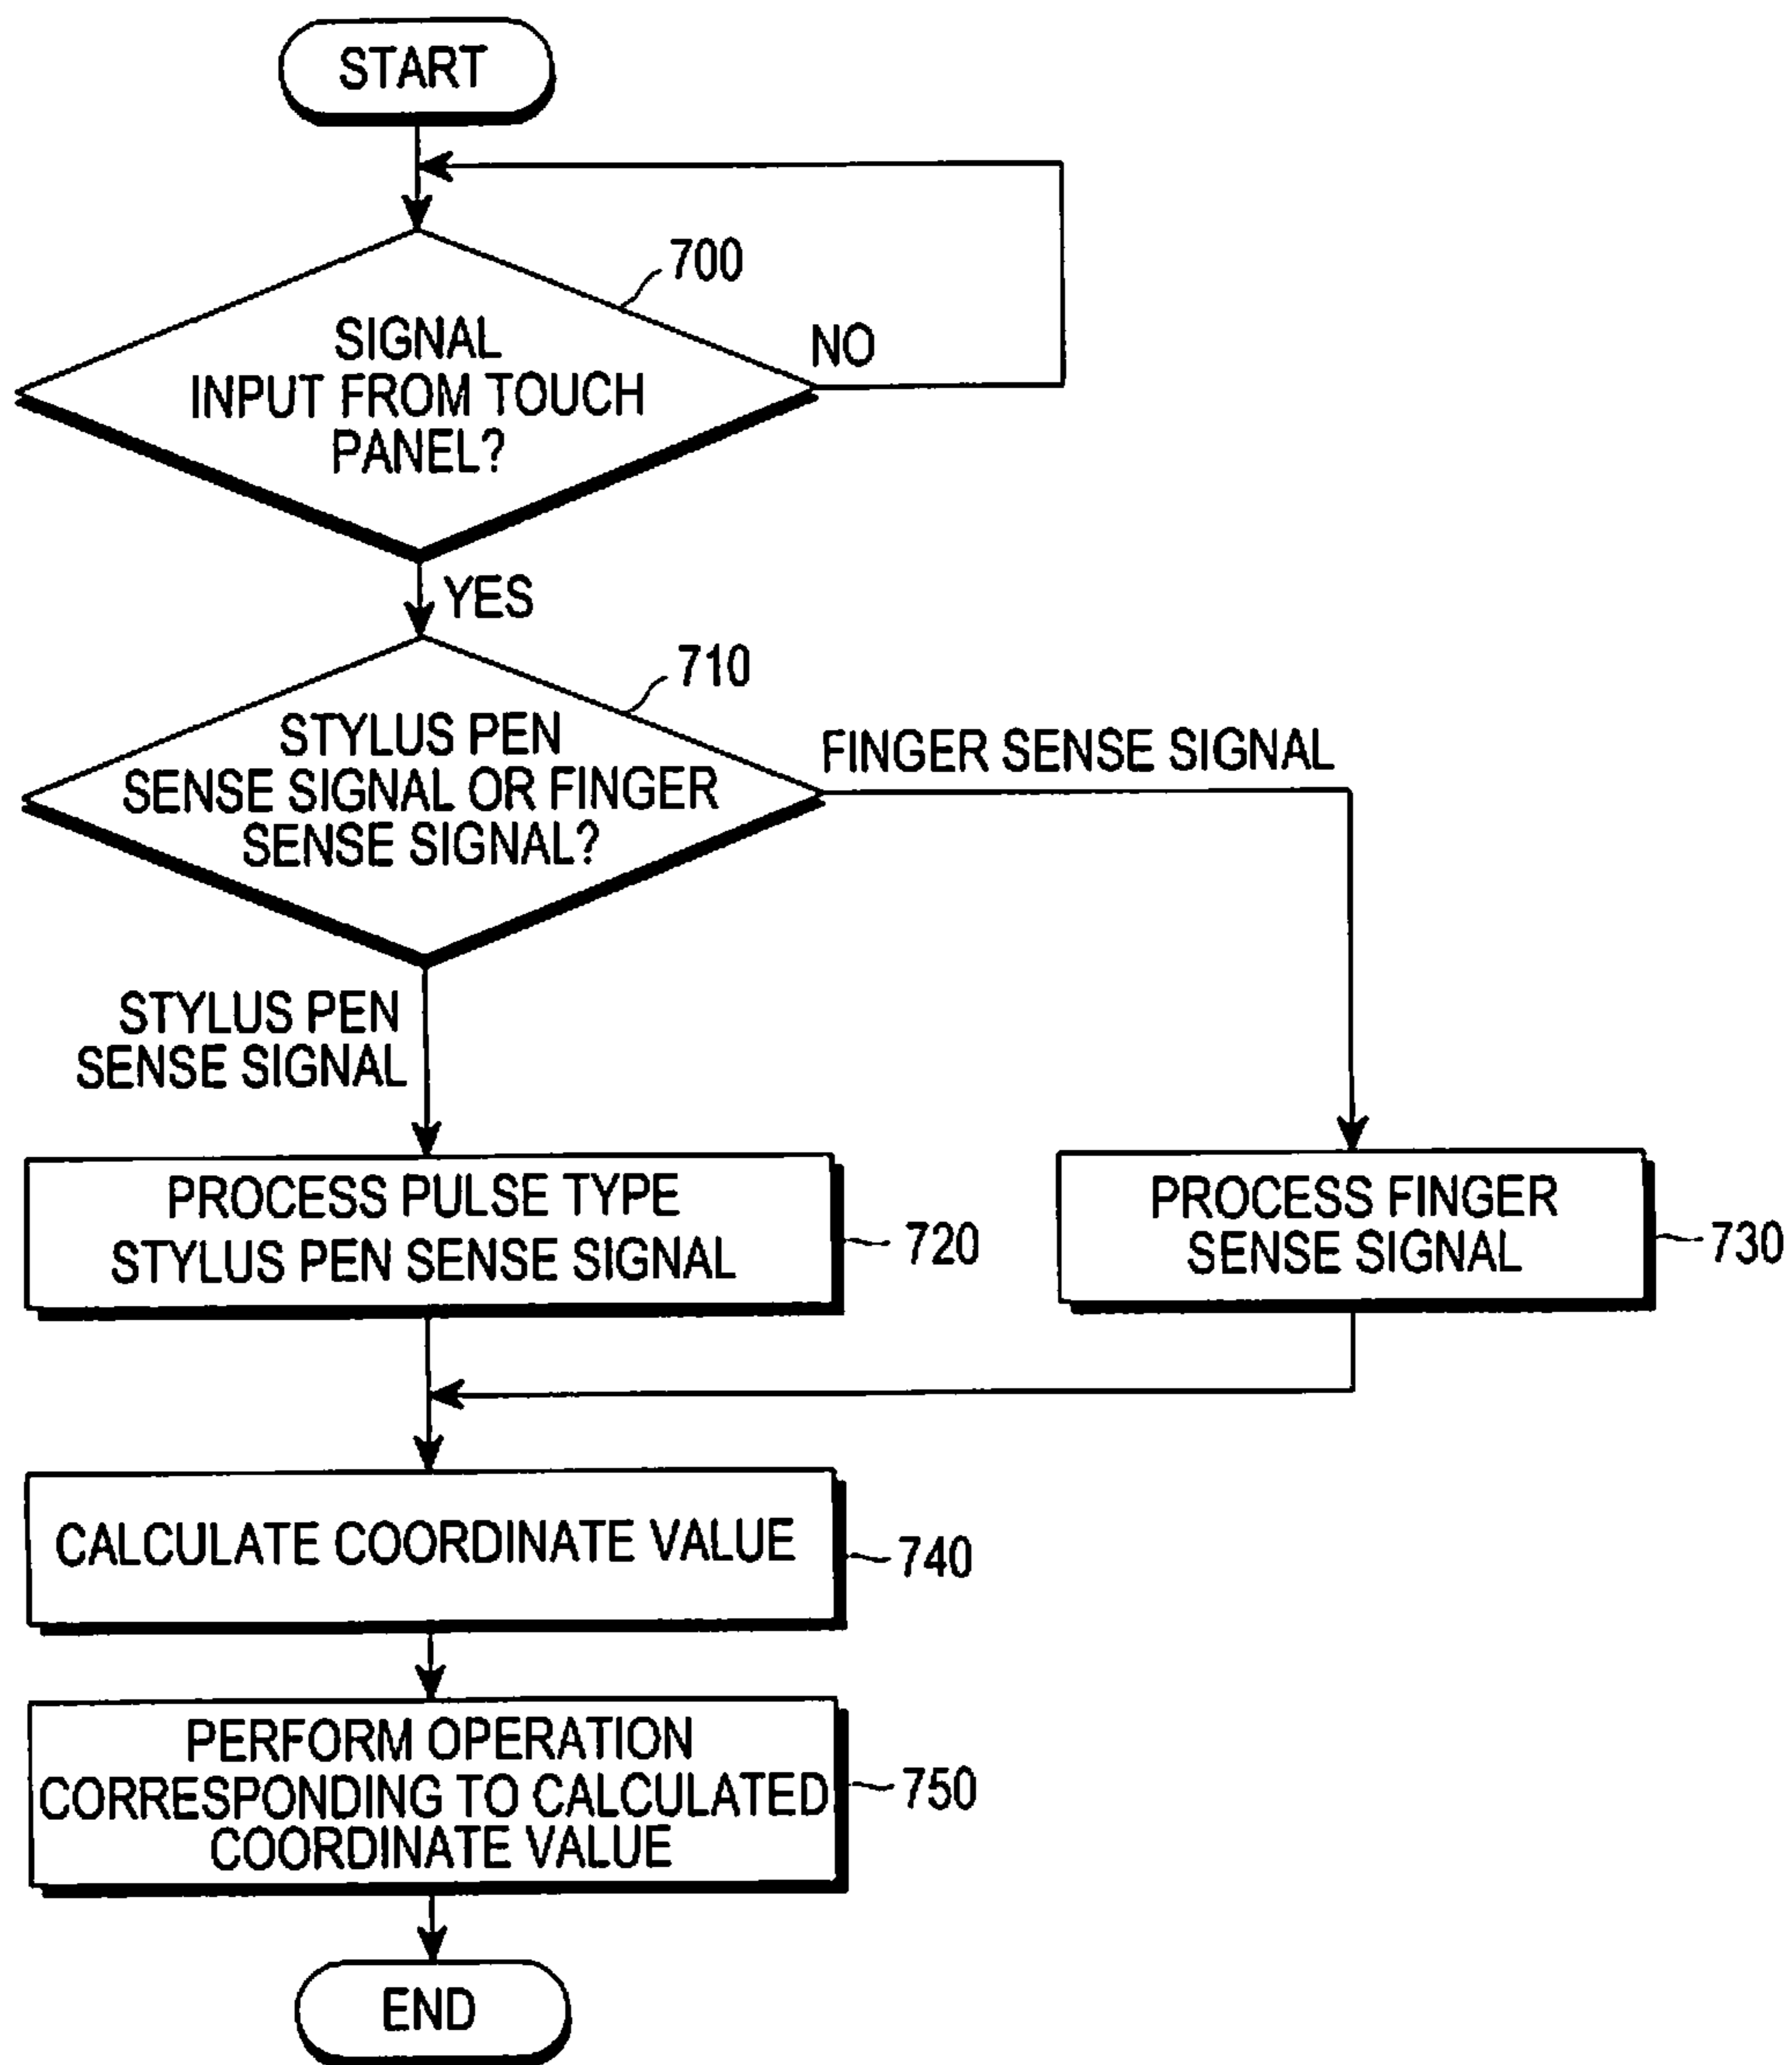 START
700
SIGNAL
INPUT FROM TOUCH
PANEL?
NO
YES
710
STYLUS PEN
SENSE SIGNAL OR FINGER
SENSE SIGNAL?
FINGER SENSE SIGNAL
STYLUS PEN
SENSE SIGNAL
PROCESS PULSE TYPE
STYLUS PEN SENSE SIGNAL
720
PROCESS FINGER
SENSE SIGNAL
730
CALCULATE COORDINATE VALUE
740
PERFORM OPERATION
CORRESPONDING TO CALCULATED
COORDINATE VALUE
750
END